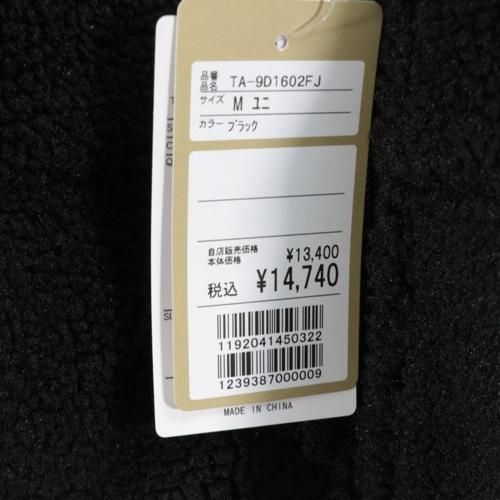 品番
品名 TA-9D1602FJ
サイズ M ユニ
カラー ブラック
自店販売価格
本体価格 ¥13,400
税込 ¥14,740
1192041450322
1239387000009
MADE IN CHINA